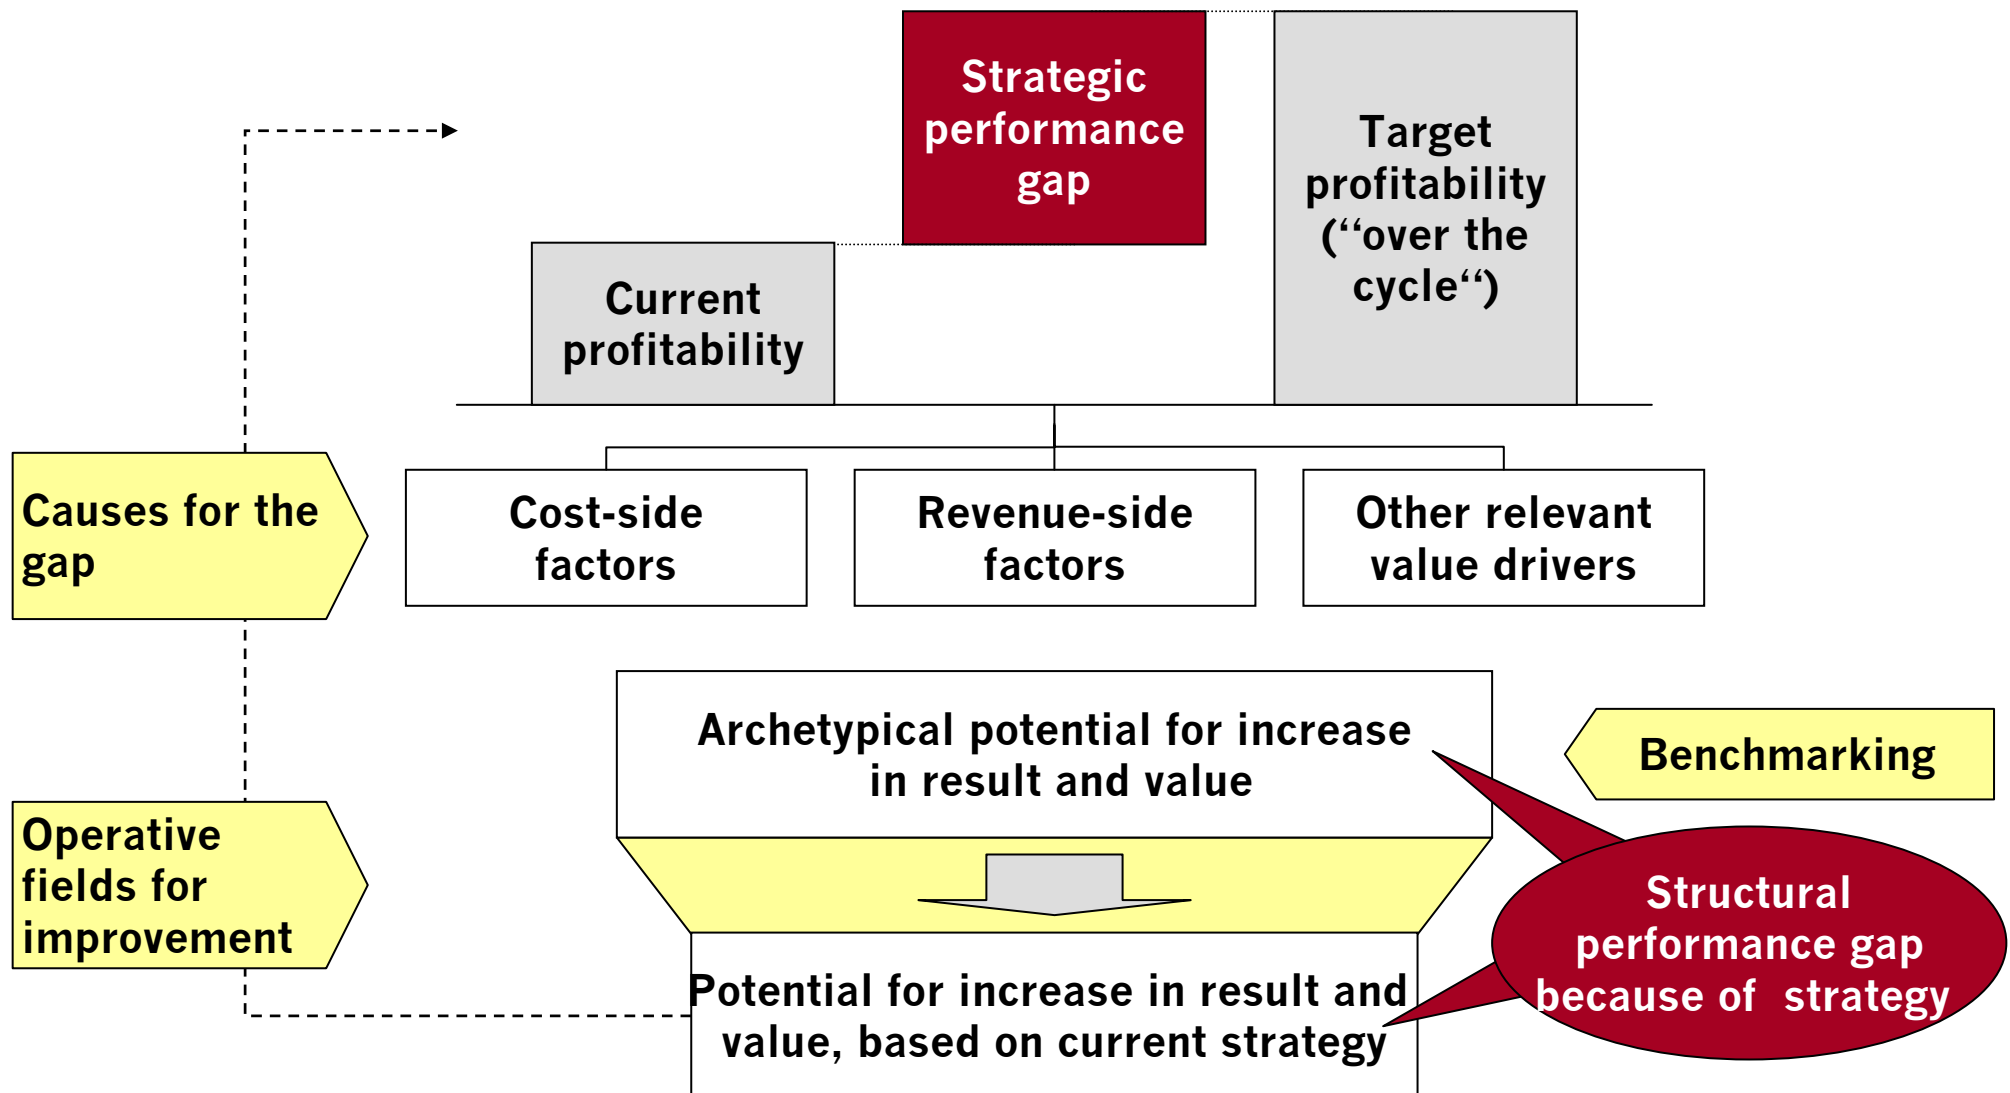 Strategic
performance
gap
Target
profitability
(“over the
cycle“)
Current
profitability
Causes for the
gap
Cost-side
factors
Revenue-side
factors
Other relevant
value drivers
Archetypical potential for increase
in result and value
Benchmarking
Operative
fields for
improvement
Structural
performance gap
because of  strategy
Potential for increase in result and
value, based on current strategy